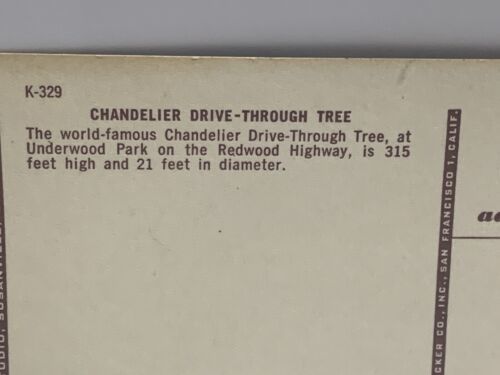 K-329
CHANDELIER DRIVE-THROUGH TREE
The world-famous Chandelier Drive-Through Tree, at
Underwood Park on the Redwood Highway, is 315
feet high and 21 feet in diameter.
CKER CO., INC., SAN FRANCISCO 1, CALIF.